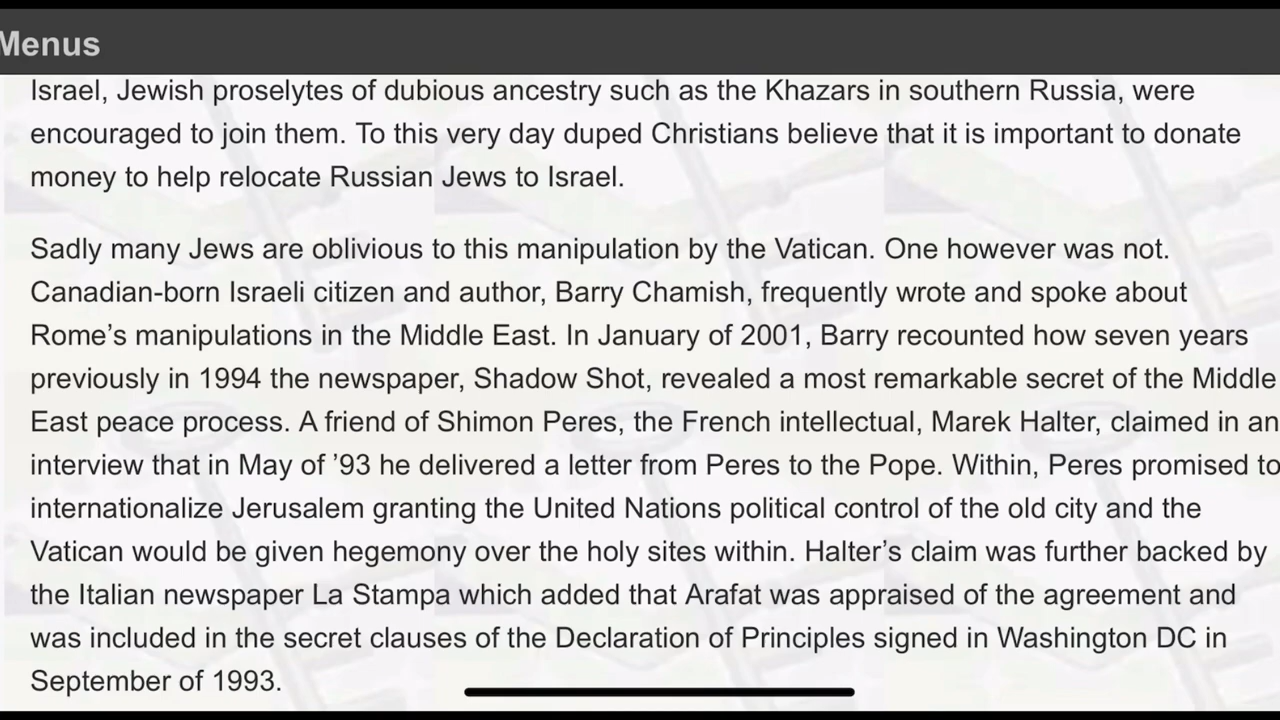 Menus
Israel, Jewish proselytes of dubious ancestry such as the Khazars in southern Russia, were
encouraged to join them. To this very day duped Christians believe that it is important to donate
money to help relocate Russian Jews to Israel.
Sadly many Jews are oblivious to this manipulation by the Vatican. One however was not.
Canadian-born Israeli citizen and author, Barry Chamish, frequently wrote and spoke about
Rome’s manipulations in the Middle East. In January of 2001, Barry recounted how seven years
previously in 1994 the newspaper, Shadow Shot, revealed a most remarkable secret of the Middle
East peace process. A friend of Shimon Peres, the French intellectual, Marek Halter, claimed in an
interview that in May of ’93 he delivered a letter from Peres to the Pope. Within, Peres promised to
internationalize Jerusalem granting the United Nations political control of the old city and the
Vatican would be given hegemony over the holy sites within. Halter’s claim was further backed by
the Italian newspaper La Stampa which added that Arafat was appraised of the agreement and
was included in the secret clauses of the Declaration of Principles signed in Washington DC in
September of 1993.